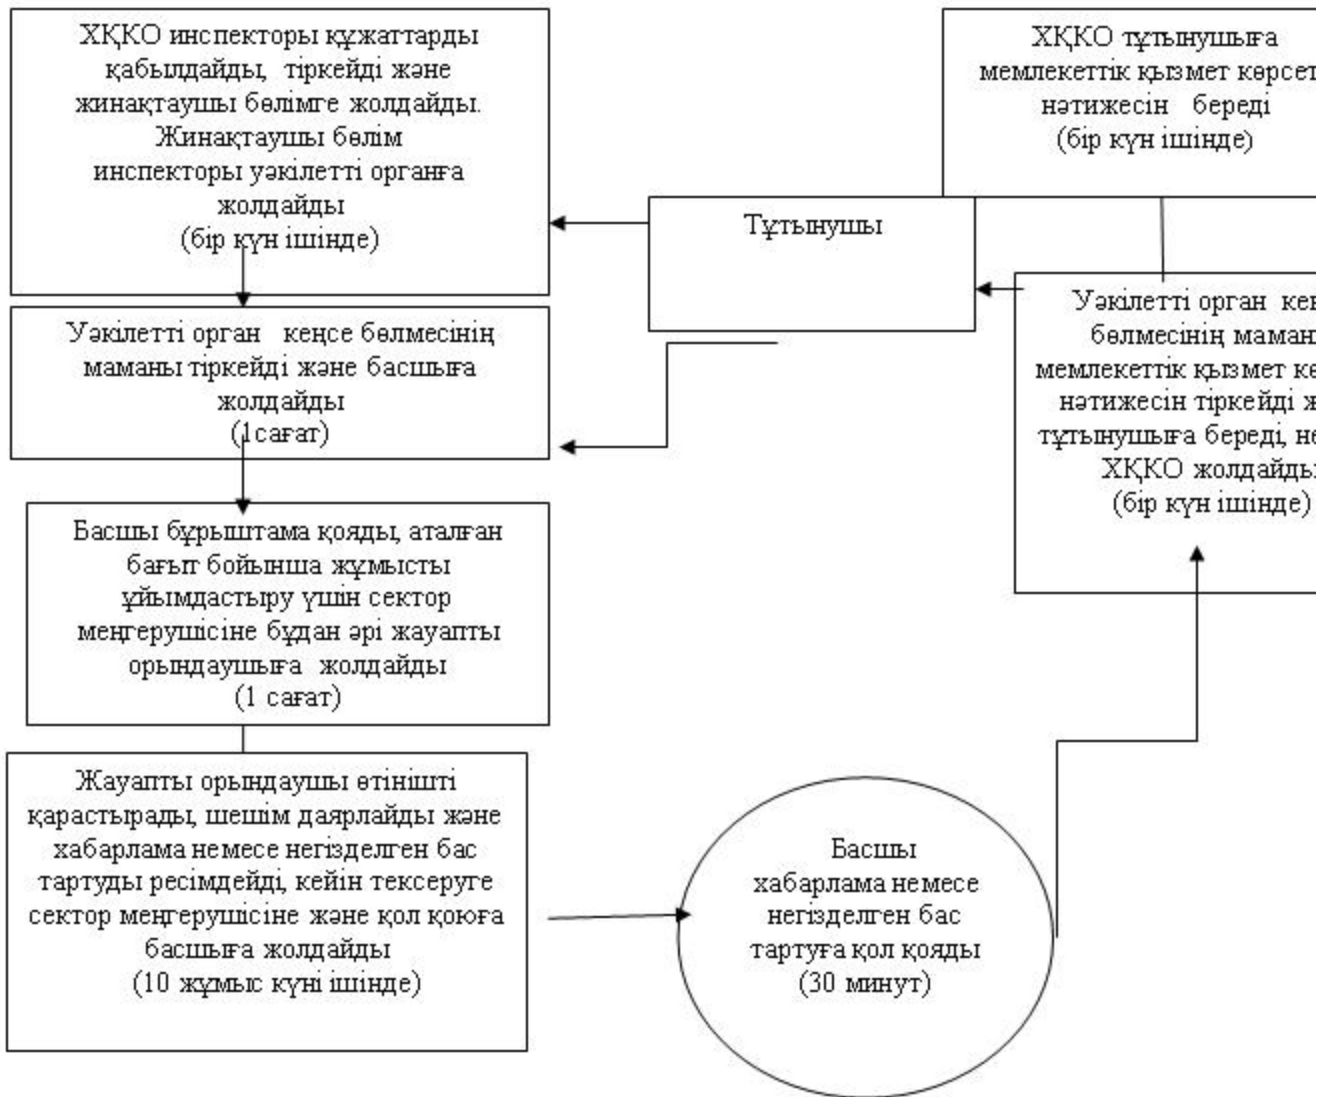 ХҚКО инспекторы құжаттарды
қабылдайды, тіркейді және
жинақтаушы бөлімге жолдайды.
Жинақтаушы бөлім
инспекторы уәкілетті органға
жолдайды
(бір күн ішінде)
ХҚКО тұтынушыға
мемлекеттік қызмет көрсет
нәтижесін береді
(бір күн ішінде)
Тұтынушы
Уәкілетті орган кеңсе бөлмесінің
маманы тіркейді және басшыға
жолдайды
(1сағат)
Уәкілетті орган
бөлмесінің маман
мемлекеттік қызмет
нәтижесін тіркейді
тұтынушыға береді,
ХҚКО жолдайды
(бір күн ішінде)
Басшы бұрыштама қояды, аталған
бағыт бойынша жұмысты
ұйымдастыру үшін сектор
меңгерушісіне бұдан әрі жауапты
орындаушыға жолдайды
(1 сағат)
Жауапты орындаушы өтінішті
қарастырады, шешім даярлайды және
хабарлама немесе негізделген бас
тартуды ресімдейді, кейін тексеруге
сектор меңгерушісіне және қол қоюға
басшыға жолдайды
(10 жұмыс күні ішінде)
Басшы
хабарлама немесе
негізделген бас
тартуға қол қояды
(30 минут)